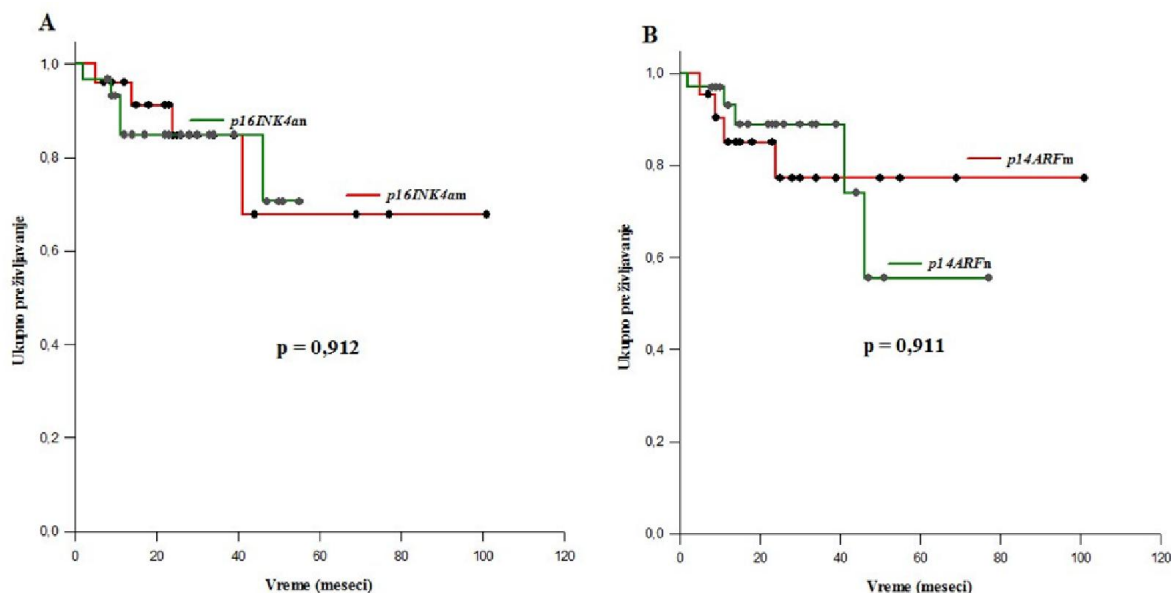 A
1,0
0,8
0,6
0,4
0,2
0,0
0
20
40
60
80
100
120
Ukupno preživljavanje
Vreme (meseci)
p16INK4an
p16INK4am
p = 0,912
B
1,0
0,8
0,6
0,4
0,2
0,0
0
20
40
60
80
100
120
Ukupno preživljavanje
Vreme (meseci)
p14ARFm
p14ARFn
p = 0,911